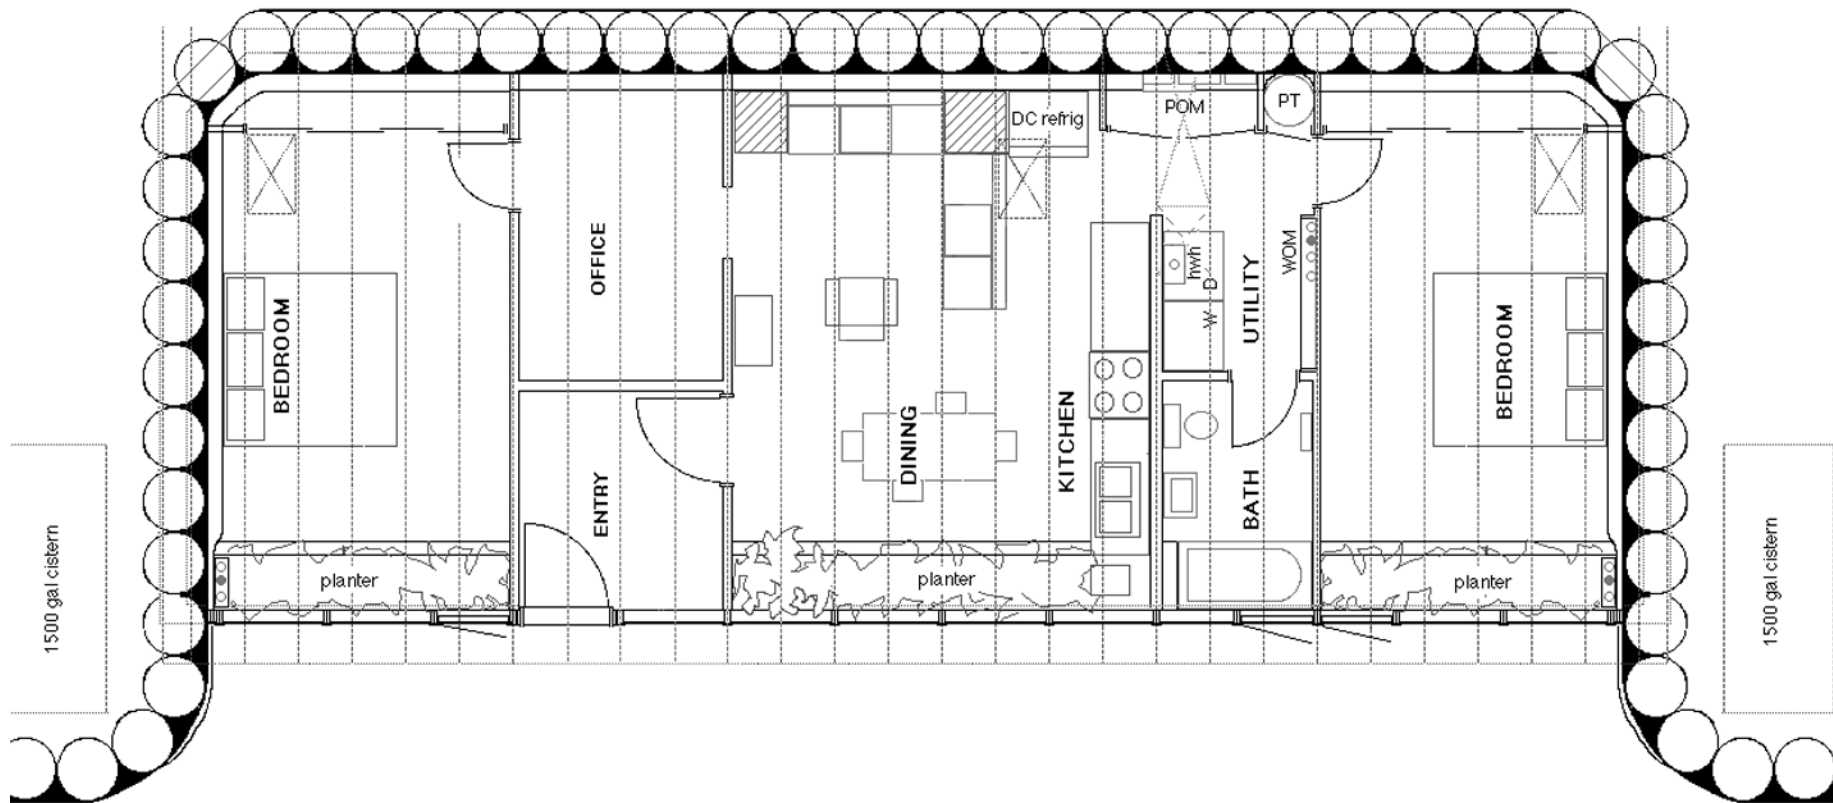 POM
PT
DC refrig
OFFICE
BEDROOM
hwh
D
W
WOM
UTILITY
BEDROOM
DINING
KITCHEN
ENTRY
BATH
1500 gal cistern
planter
planter
planter
1500 gal cistern